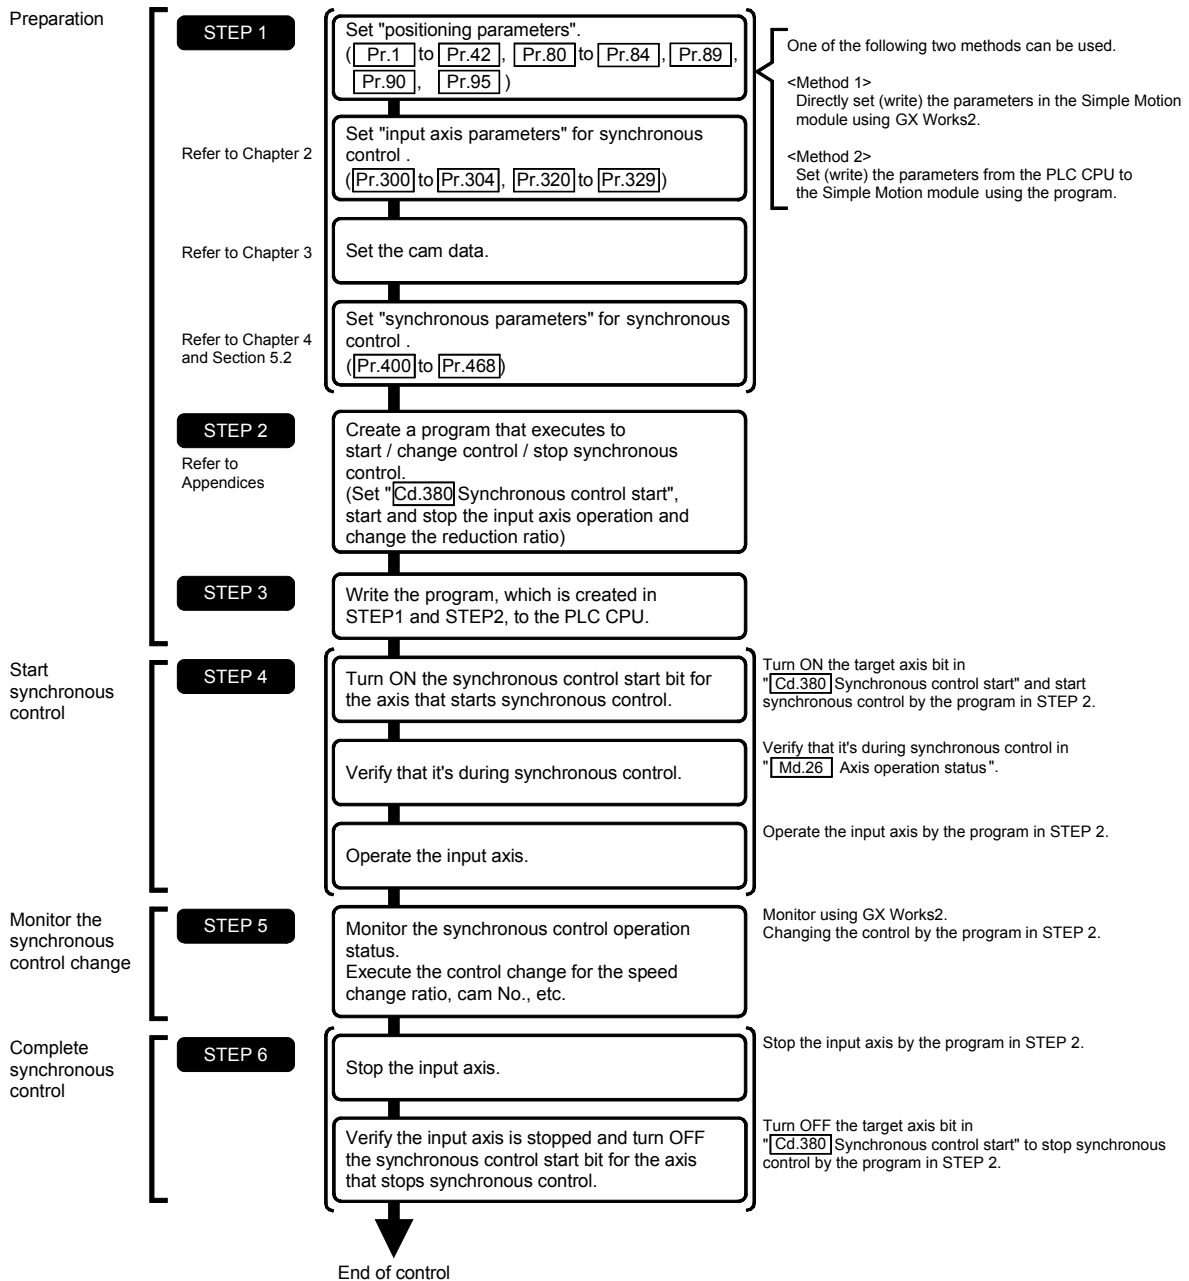 Preparation
STEP 1
Set "positioning parameters".
( Pr.1 to Pr.42 , Pr.80 to Pr.84 , Pr.89 ,
Pr.90 , Pr.95 )
One of the following two methods can be used.
<Method 1>
Directly set (write) the parameters in the Simple Motion
module using GX Works2.
<Method 2>
Set (write) the parameters from the PLC CPU to
the Simple Motion module using the program.
Refer to Chapter 2
Set "input axis parameters" for synchronous
control .
( Pr.300 to Pr.304 , Pr.320 to Pr.329 )
Refer to Chapter 3
Set the cam data.
Refer to Chapter 4
and Section 5.2
Set "synchronous parameters" for synchronous
control .
( Pr.400 to Pr.468 )
STEP 2
Refer to
Appendices
Create a program that executes to
start / change control / stop synchronous
control.
(Set " Cd.380 Synchronous control start",
start and stop the input axis operation and
change the reduction ratio)
STEP 3
Write the program, which is created in
STEP1 and STEP2, to the PLC CPU.
Start
synchronous
control
STEP 4
Turn ON the synchronous control start bit for
the axis that starts synchronous control.
Turn ON the target axis bit in
" Cd.380 Synchronous control start" and start
synchronous control by the program in STEP 2.
Verify that it's during synchronous control.
Verify that it's during synchronous control in
" Md.26 Axis operation status".
Operate the input axis.
Operate the input axis by the program in STEP 2.
Monitor the
synchronous
control change
STEP 5
Monitor the synchronous control operation
status.
Execute the control change for the speed
change ratio, cam No., etc.
Monitor using GX Works2.
Changing the control by the program in STEP 2.
Complete
synchronous
control
STEP 6
Stop the input axis.
Stop the input axis by the program in STEP 2.
Verify the input axis is stopped and turn OFF
the synchronous control start bit for the axis
that stops synchronous control.
Turn OFF the target axis bit in
" Cd.380 Synchronous control start" to stop synchronous
control by the program in STEP 2.
End of control